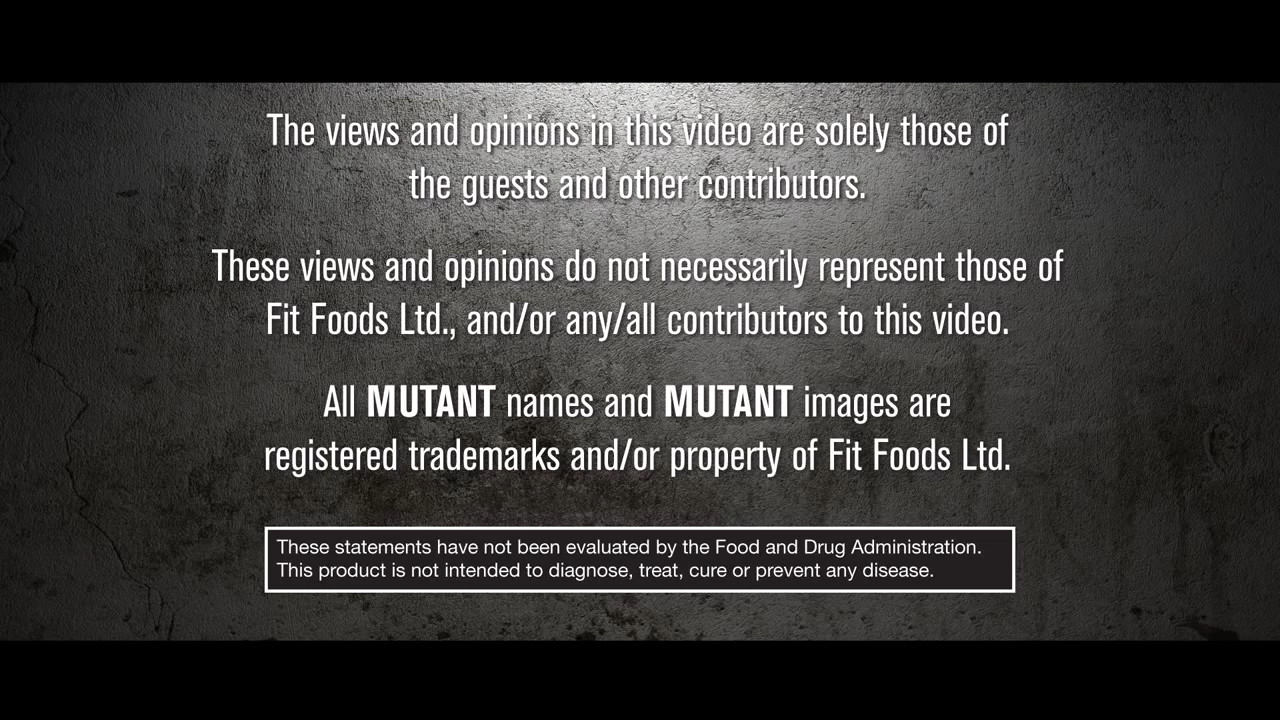 The views and opinions in this video are solely those of
the guests and other contributors.
These views and opinions do not necessarily represent those of
Fit Foods Ltd., and/or any/all contributors to this video.
All MUTANT names and MUTANT images are
registered trademarks and/or property of Fit Foods Ltd.
These statements have not been evaluated by the Food and Drug Administration.
This product is not intended to diagnose, treat, cure or prevent any disease.